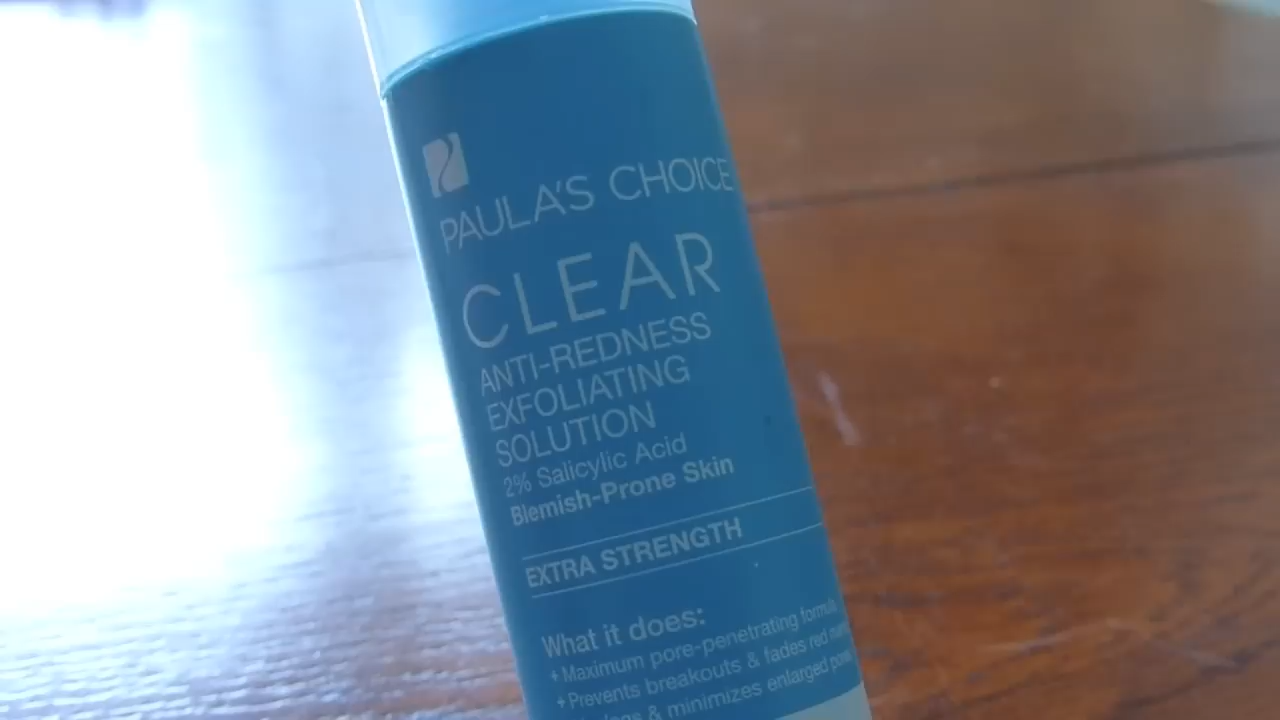 PAULA'S CHOICE
CLEAR
ANTI-REDNESS
EXFOLIATING
SOLUTION
2% Salicylic Acid
Blemish-Prone Skin
EXTRA STRENGTH
What it does:
+ Maximum pore-penetrating formula
+ Prevents breakouts & fades red
& minimizes enlarged